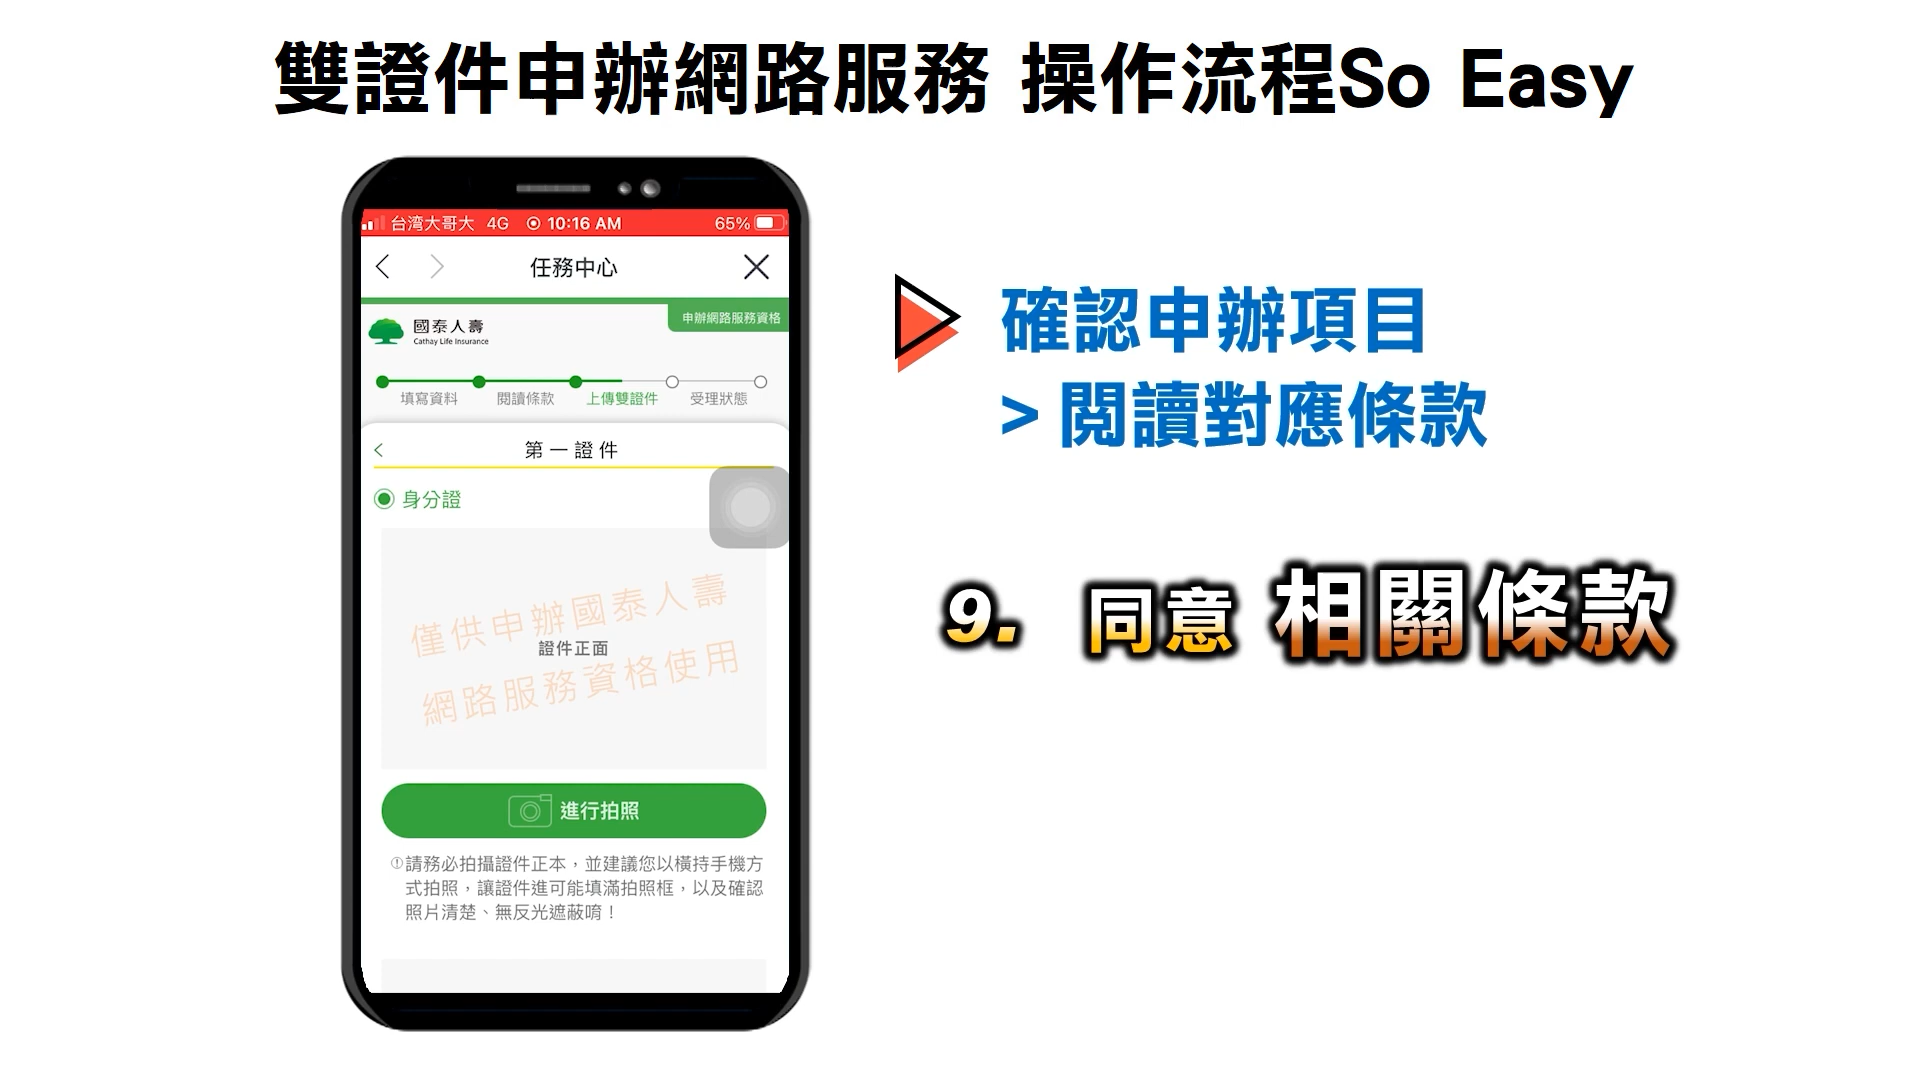 雙證件申辦網路服務 操作流程So Easy
台湾大哥大 4G 10:16 AM 65%
任務中心
申辦網路服務資格
國泰人壽
Cathay Life Insurance
填寫資料 閱讀條款 上傳雙證件 受理狀態
第一證件
身分證
僅供申辦國泰人壽
證件正面
網路服務資格使用
進行拍照
請務必拍攝證件正本，並建議您以橫持手機方
式拍照，讓證件進可能填滿拍照框，以及確認
照片清楚、無反光遮蔽唷！
確認申辦項目
> 閱讀對應條款
9. 同意 相關條款